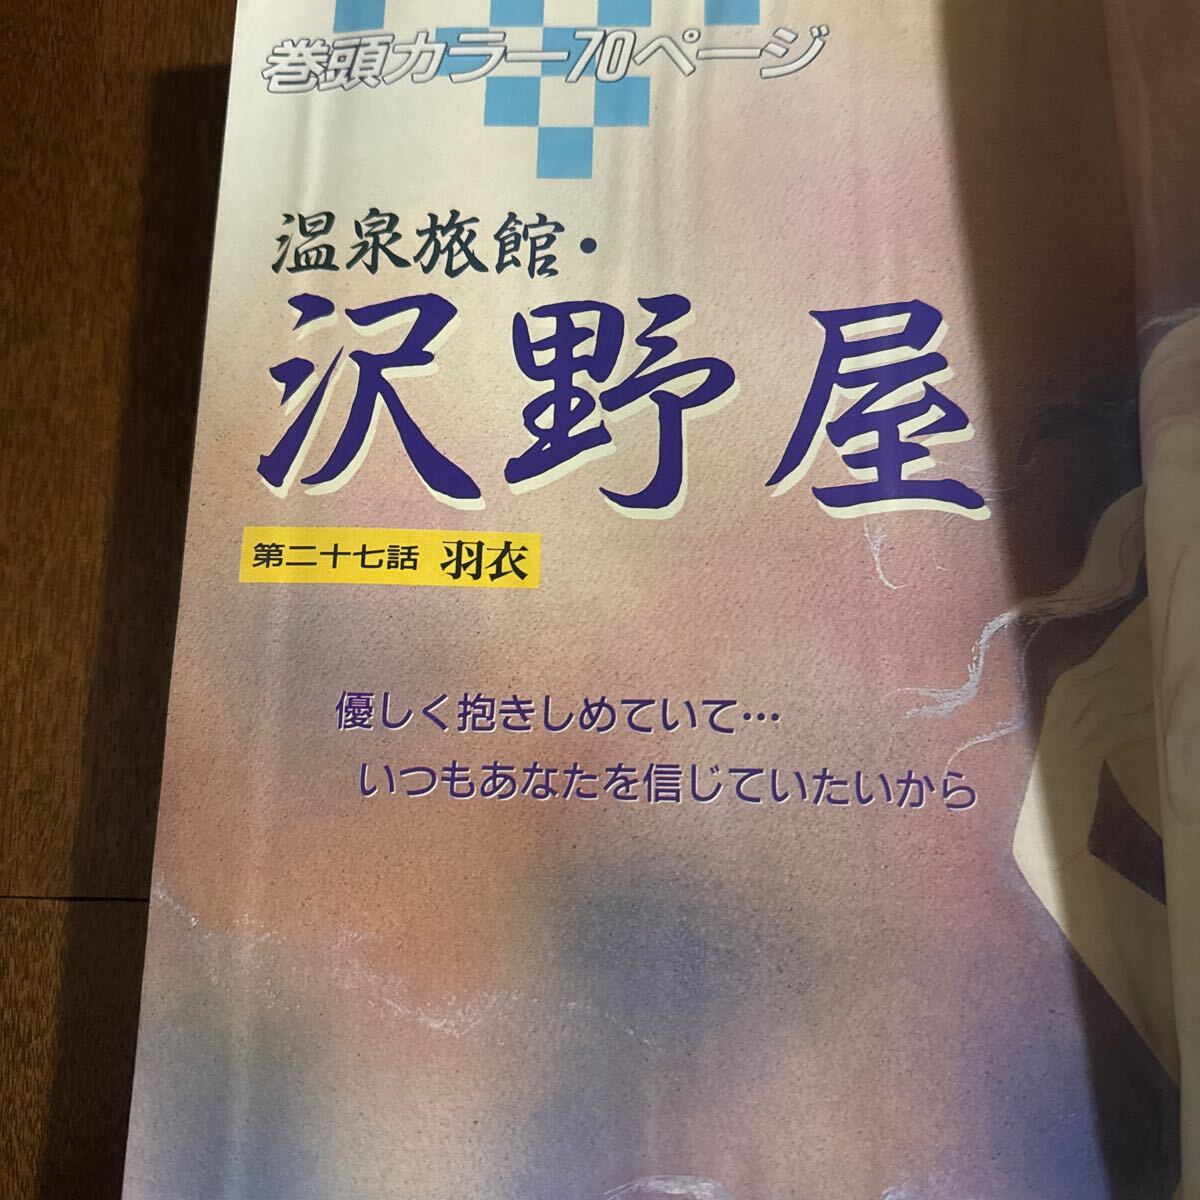 巻頭カラー70ページ
温泉旅館・
沢野屋
第二十七話 羽衣
優しく抱きしめていて…
いつもあなたを信じていたいから